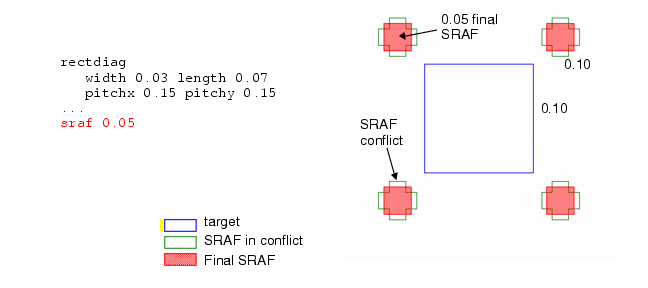 rectdiag
width 0.03 length 0.07
pitchx 0.15 pitchy 0.15
...
sraf 0.05
0.05 final
SRAF
0.10
0.10
SRAF
conflict
target
SRAF in conflict
Final SRAF